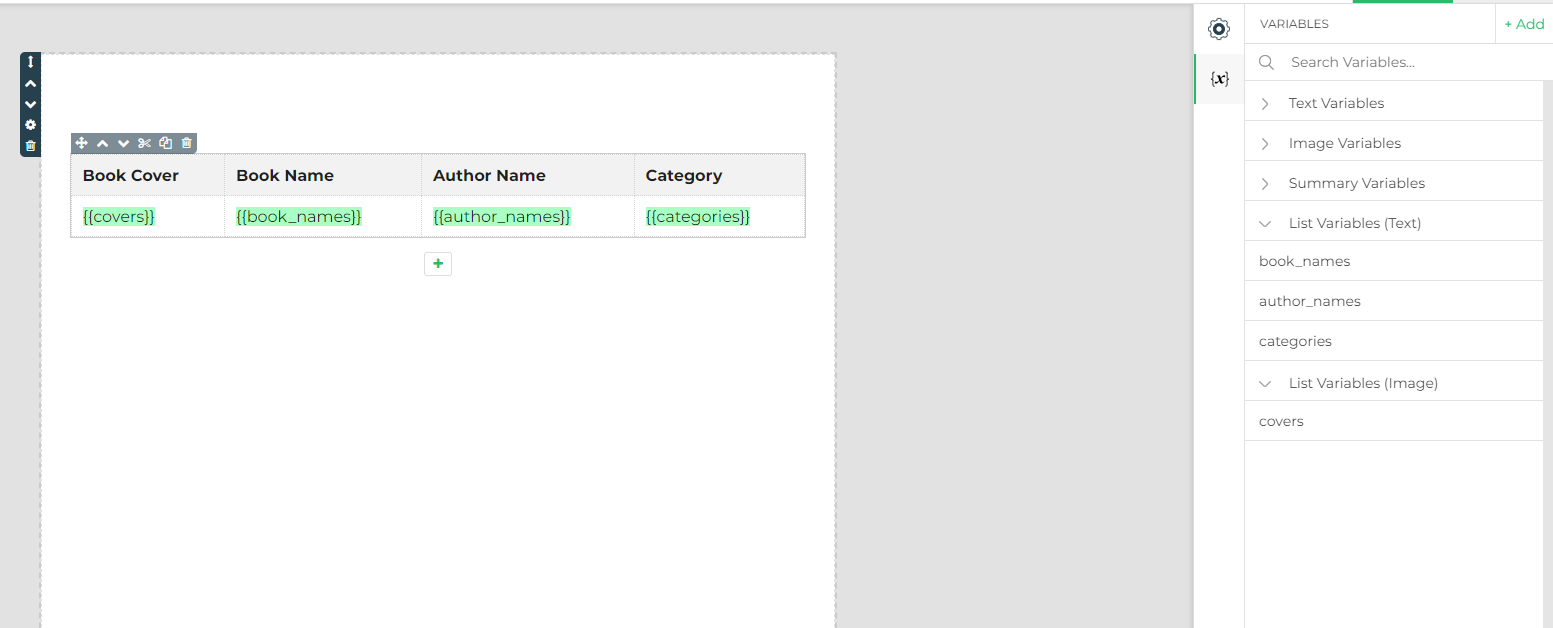 VARIABLES
+ Add
Search Variables...
{x}
Text Variables
Image Variables
Summary Variables
List Variables (Text)
book_names
author_names
categories
List Variables (Image)
covers
Book Cover Book Name Author Name Category
{{covers}} {{book_names}} {{author_names}} {{categories}}
+